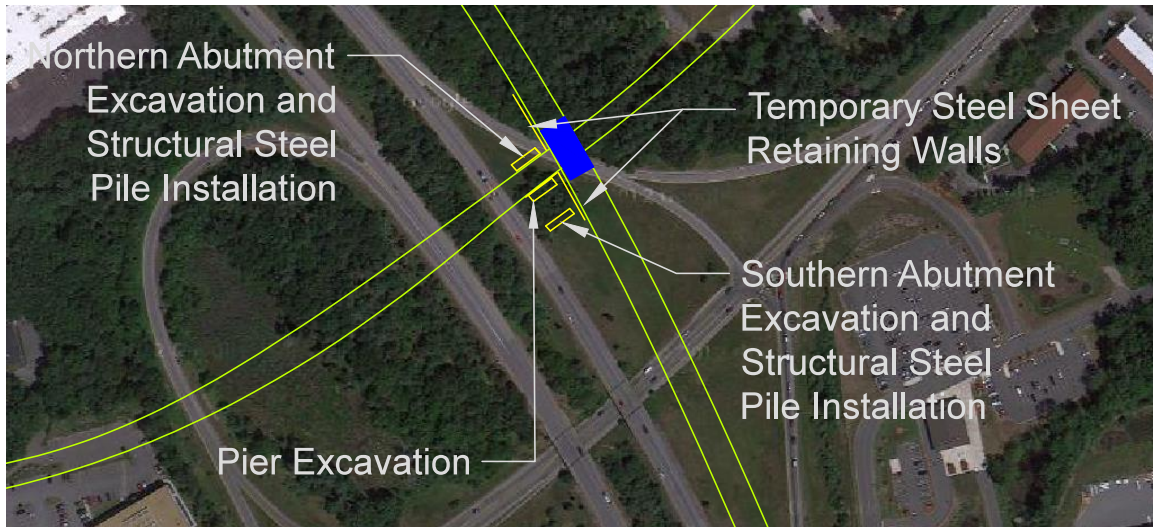 Northern Abutment
Excavation and
Structural Steel
Pile Installation
Temporary Steel Sheet
Retaining Walls
Southern Abutment
Excavation and
Structural Steel
Pile Installation
Pier Excavation